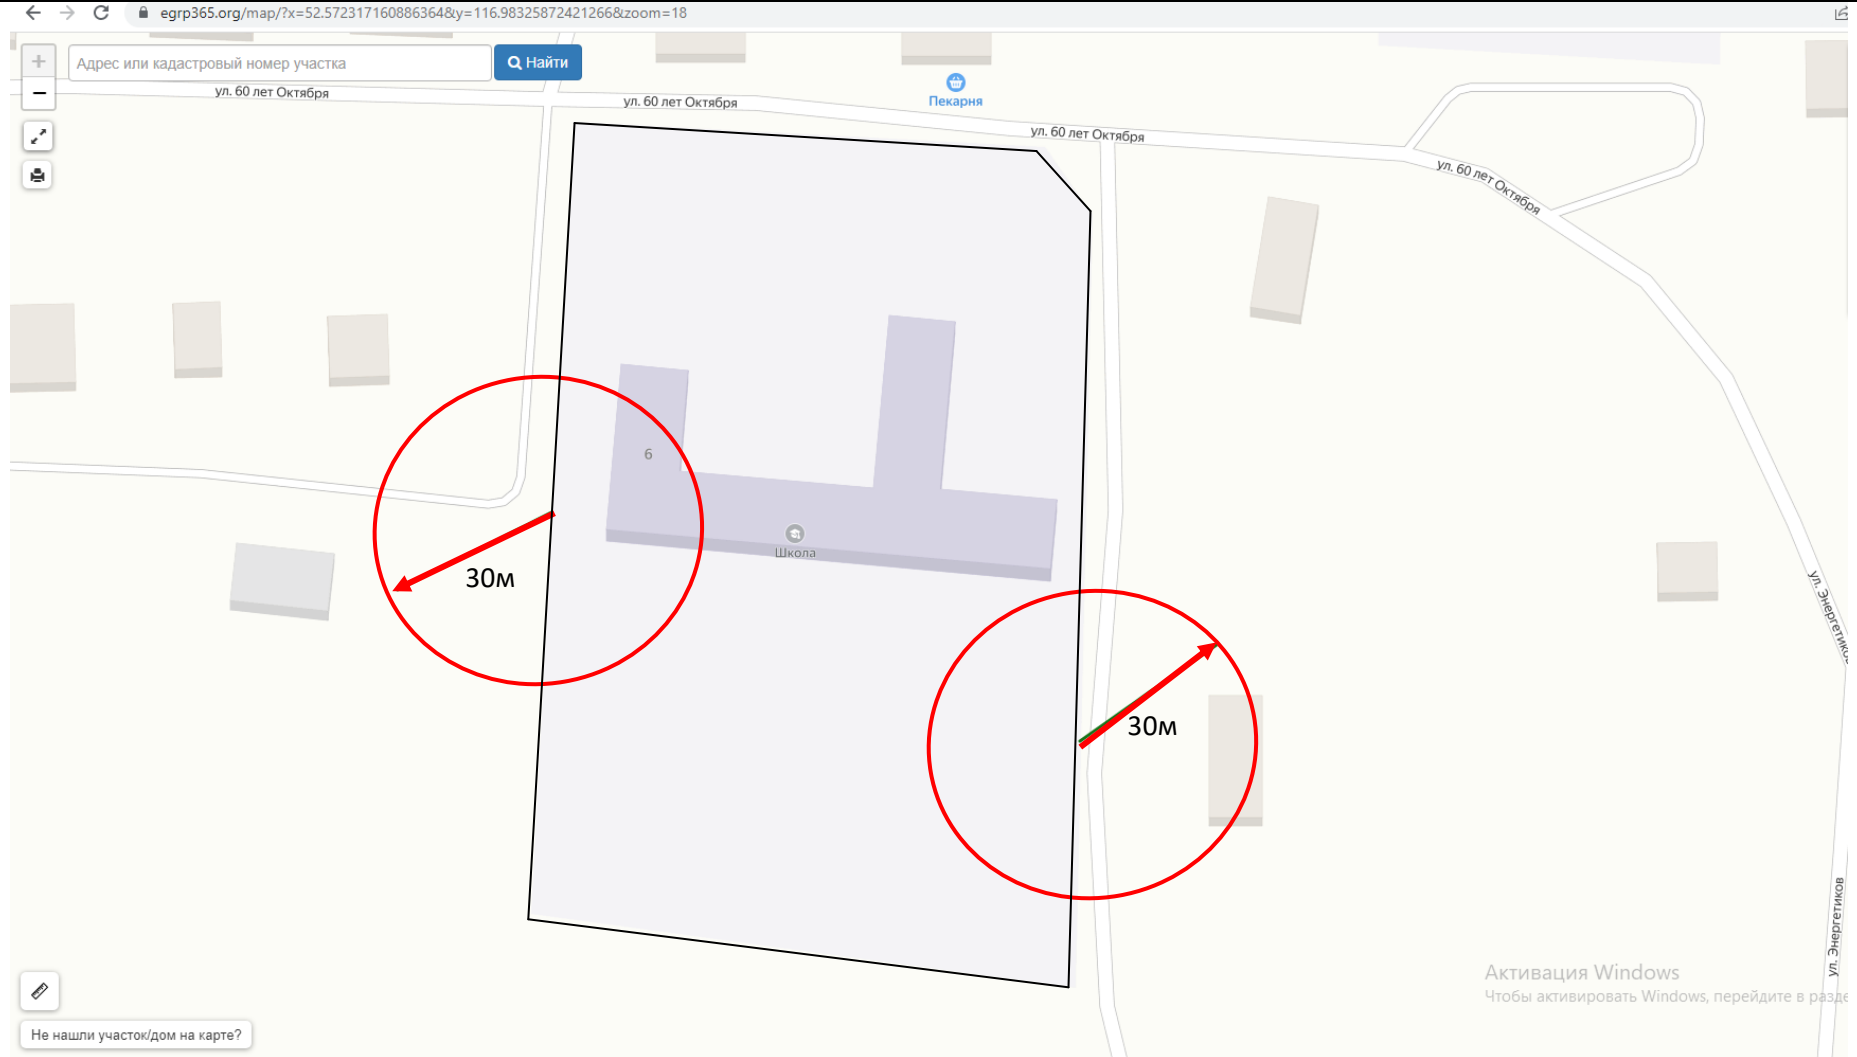 egrp365.org/map/?x=52.572317160886364&y=116.98325872421266&zoom=18
Адрес или кадастровый номер участка
Найти
ул. 60 лет Октября
ул. 60 лет Октября
Пекарня
ул. 60 лет Октября
ул. 60 лет Октября
6
Школа
30м
30м
ул. Энергетиков
ул. Энергетиков
Активация Windows
Чтобы активировать Windows, перейдите в разде
Не нашли участок/дом на карте?